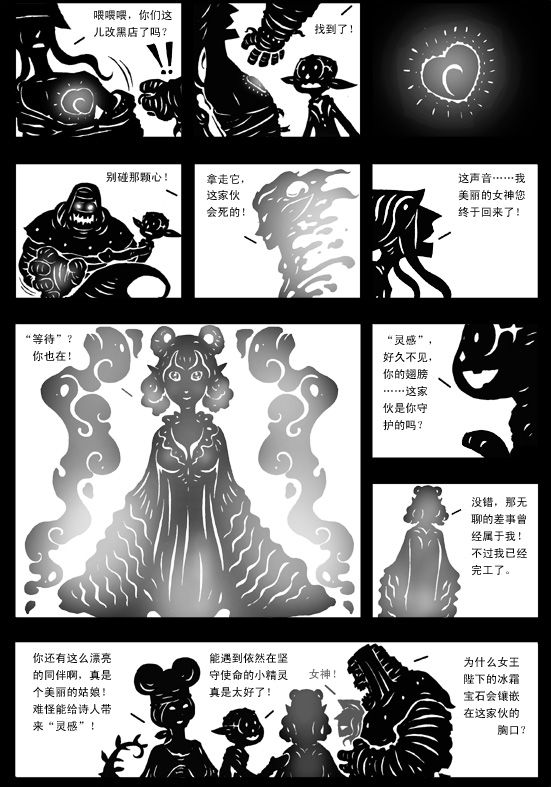 喂喂喂，你们这
儿改黑店了吗？
!!
找到了！
别碰那颗心！
拿走它，
这家伙
会死的！
这声音……我
美丽的女神您
终于回来了！
“等待”？
你也在！
“灵感”，
好久不见，
你的翅膀
……这家
伙是你守
护的吗？
没错，那无
聊的差事曾
经属于我！
不过我已经
完工了。
你还有这么漂亮
的同伴啊，真是
个美丽的姑娘！
难怪能给诗人带
来“灵感”！
能遇到依然在坚
守使命的小精灵
真是太好了！
女神！
为什么女王
陛下的冰霜
宝石会镶嵌
在这家伙的
胸口？